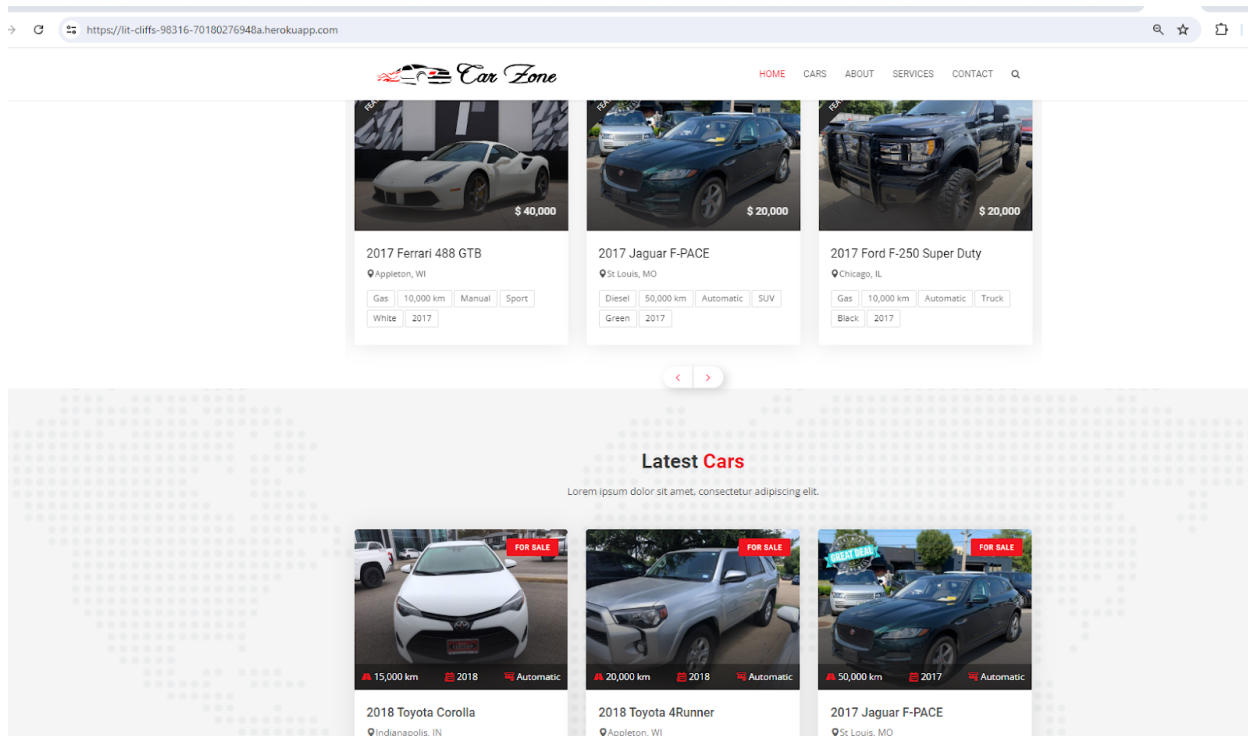 https://lit-cliffs-98316-70180276948a.herokuapp.com
Car Zone
HOME CARS ABOUT SERVICES CONTACT
$ 40,000
$ 20,000
$ 20,000
2017 Ferrari 488 GTB
Appleton, WI
Gas 10,000 km Manual Sport
White 2017
2017 Jaguar F-PACE
St Louis, MO
Diesel 50,000 km Automatic SUV
Green 2017
2017 Ford F-250 Super Duty
Chicago, IL
Gas 10,000 km Automatic Truck
Black 2017
Latest Cars
Lorem ipsum dolor sit amet, consectetur adipiscing elit.
FOR SALE
15,000 km 2018 Automatic
2018 Toyota Corolla
Indianapolis, IN
FOR SALE
20,000 km 2018 Automatic
2018 Toyota 4Runner
Appleton, WI
GREAT DEAL
FOR SALE
50,000 km 2017 Automatic
2017 Jaguar F-PACE
St Louis, MO